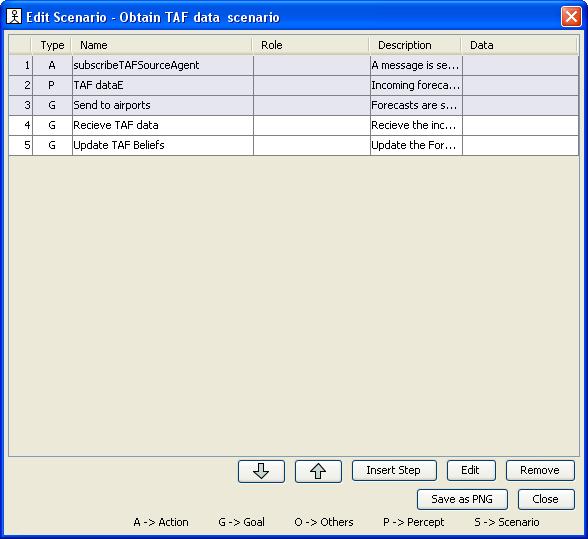 Edit Scenario - Obtain TAF data scenario
Type Name Role Description Data
1 A subscribeTAFSourceAgent A message is se...
2 P TAF dataE Incoming foreca...
3 G Send to airports Forecasts are s...
4 G Recieve TAF data Recieve the inc...
5 G Update TAF Beliefs Update the For...
Insert Step Edit Remove
Save as PNG Close
A -> Action G -> Goal O -> Others P -> Percept S -> Scenario